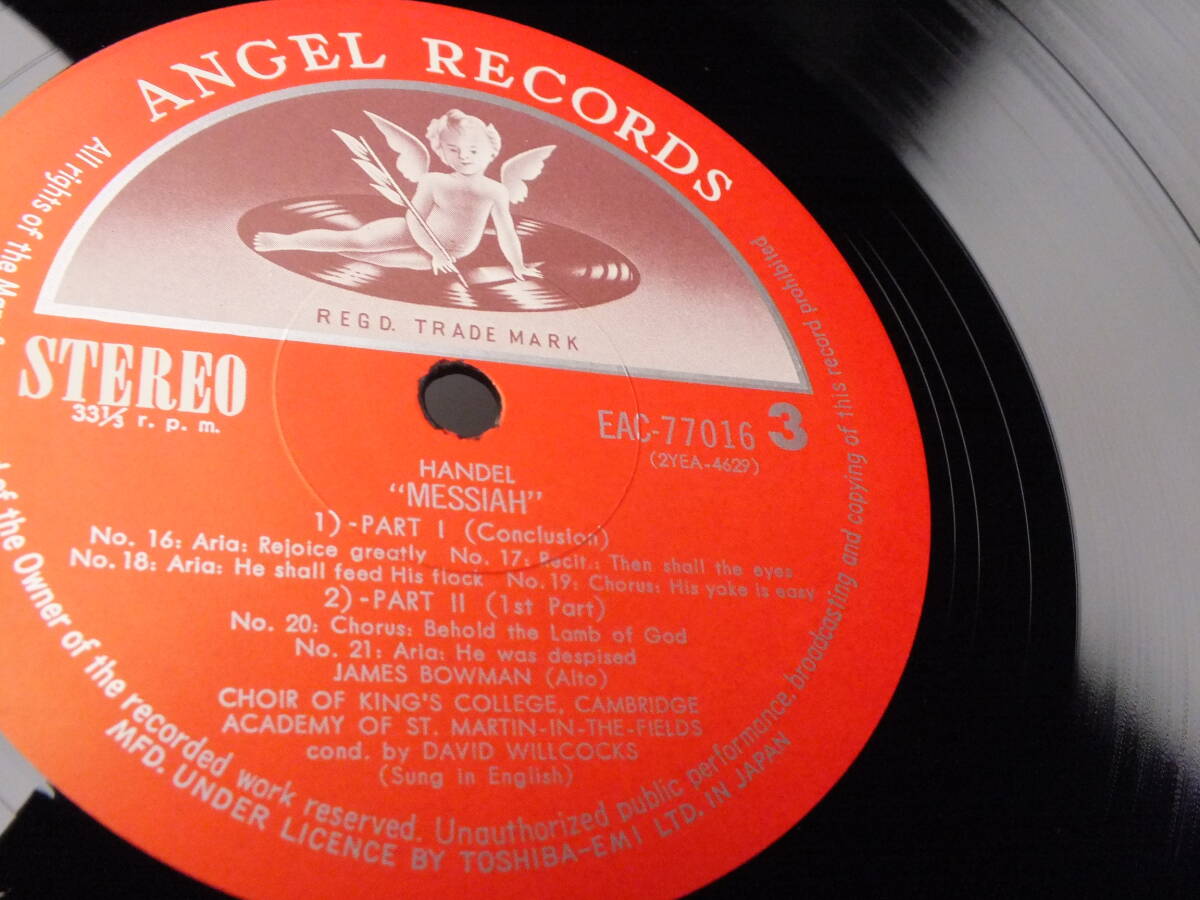 ANGEL RECORDS
REGD. TRADE MARK
STEREO
33⅓ r. p. m.
EAC-77016 3
(2YEA-4629)
HANDEL
"MESSIAH"
1)-PART I (Conclusion)
No. 16: Aria: Rejoice greatly No. 17: Recit.: Then shall the eyes
No. 18: Aria: He shall feed His flock No. 19: Chorus: His yoke is easy
2)-PART II (1st Part)
No. 20: Chorus: Behold the Lamb of God
No. 21: Aria: He was despised
JAMES BOWMAN (Alto)
CHOIR OF KING'S COLLEGE, CAMBRIDGE
ACADEMY OF ST. MARTIN-IN-THE-FIELDS
cond. by DAVID WILLCOCKS
(Sung in English)
All rights of the
of the Owner of the recorded work reserved. Unauthorized public performance, broadcasting and copying of this record prohibited
MFD. UNDER LICENCE BY TOSHIBA-EMI LTD. IN JAPAN